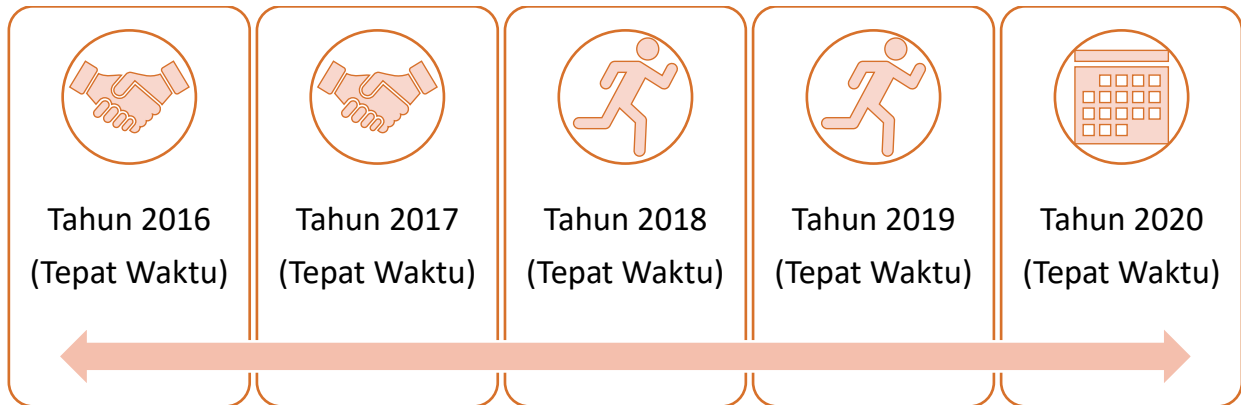 Tahun 2016
(Tepat Waktu)
Tahun 2017
(Tepat Waktu)
Tahun 2018
(Tepat Waktu)
Tahun 2019
(Tepat Waktu)
Tahun 2020
(Tepat Waktu)